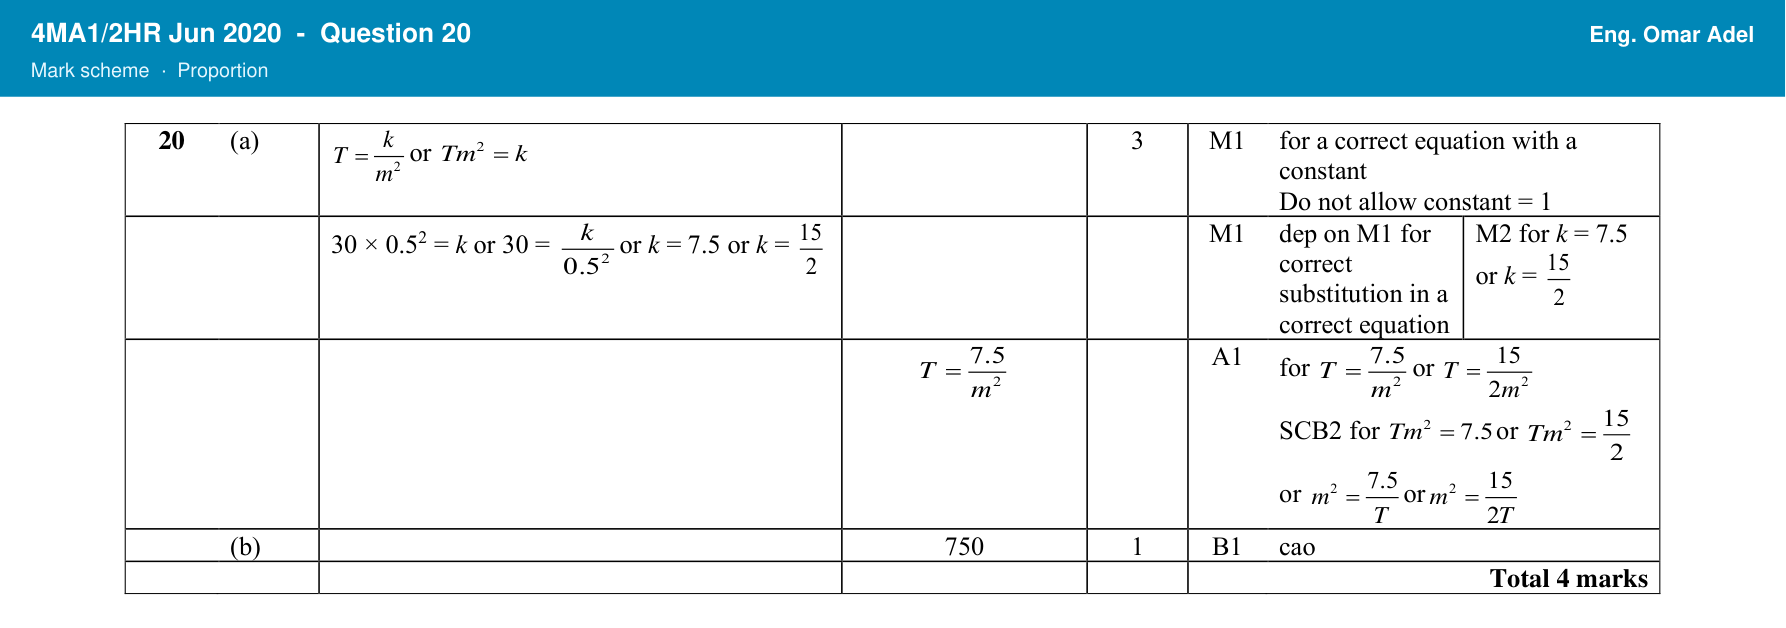 4MA1/2HR Jun 2020 - Question 20
Eng. Omar Adel
Mark scheme · Proportion
20 (a) T = k/m² or Tm² = k 3 M1 for a correct equation with a
constant
Do not allow constant = 1
30 × 0.5² = k or 30 = k/0.5² or k = 7.5 or k = 15/2 M1 dep on M1 for
correct
substitution in a
correct equation
M2 for k = 7.5
or k = 15/2
T = 7.5/m² A1 for T = 7.5/m² or T = 15/2m²
SCB2 for Tm² = 7.5 or Tm² = 15/2
or m² = 7.5/T or m² = 15/2T
(b) 750 1 B1 cao
Total 4 marks